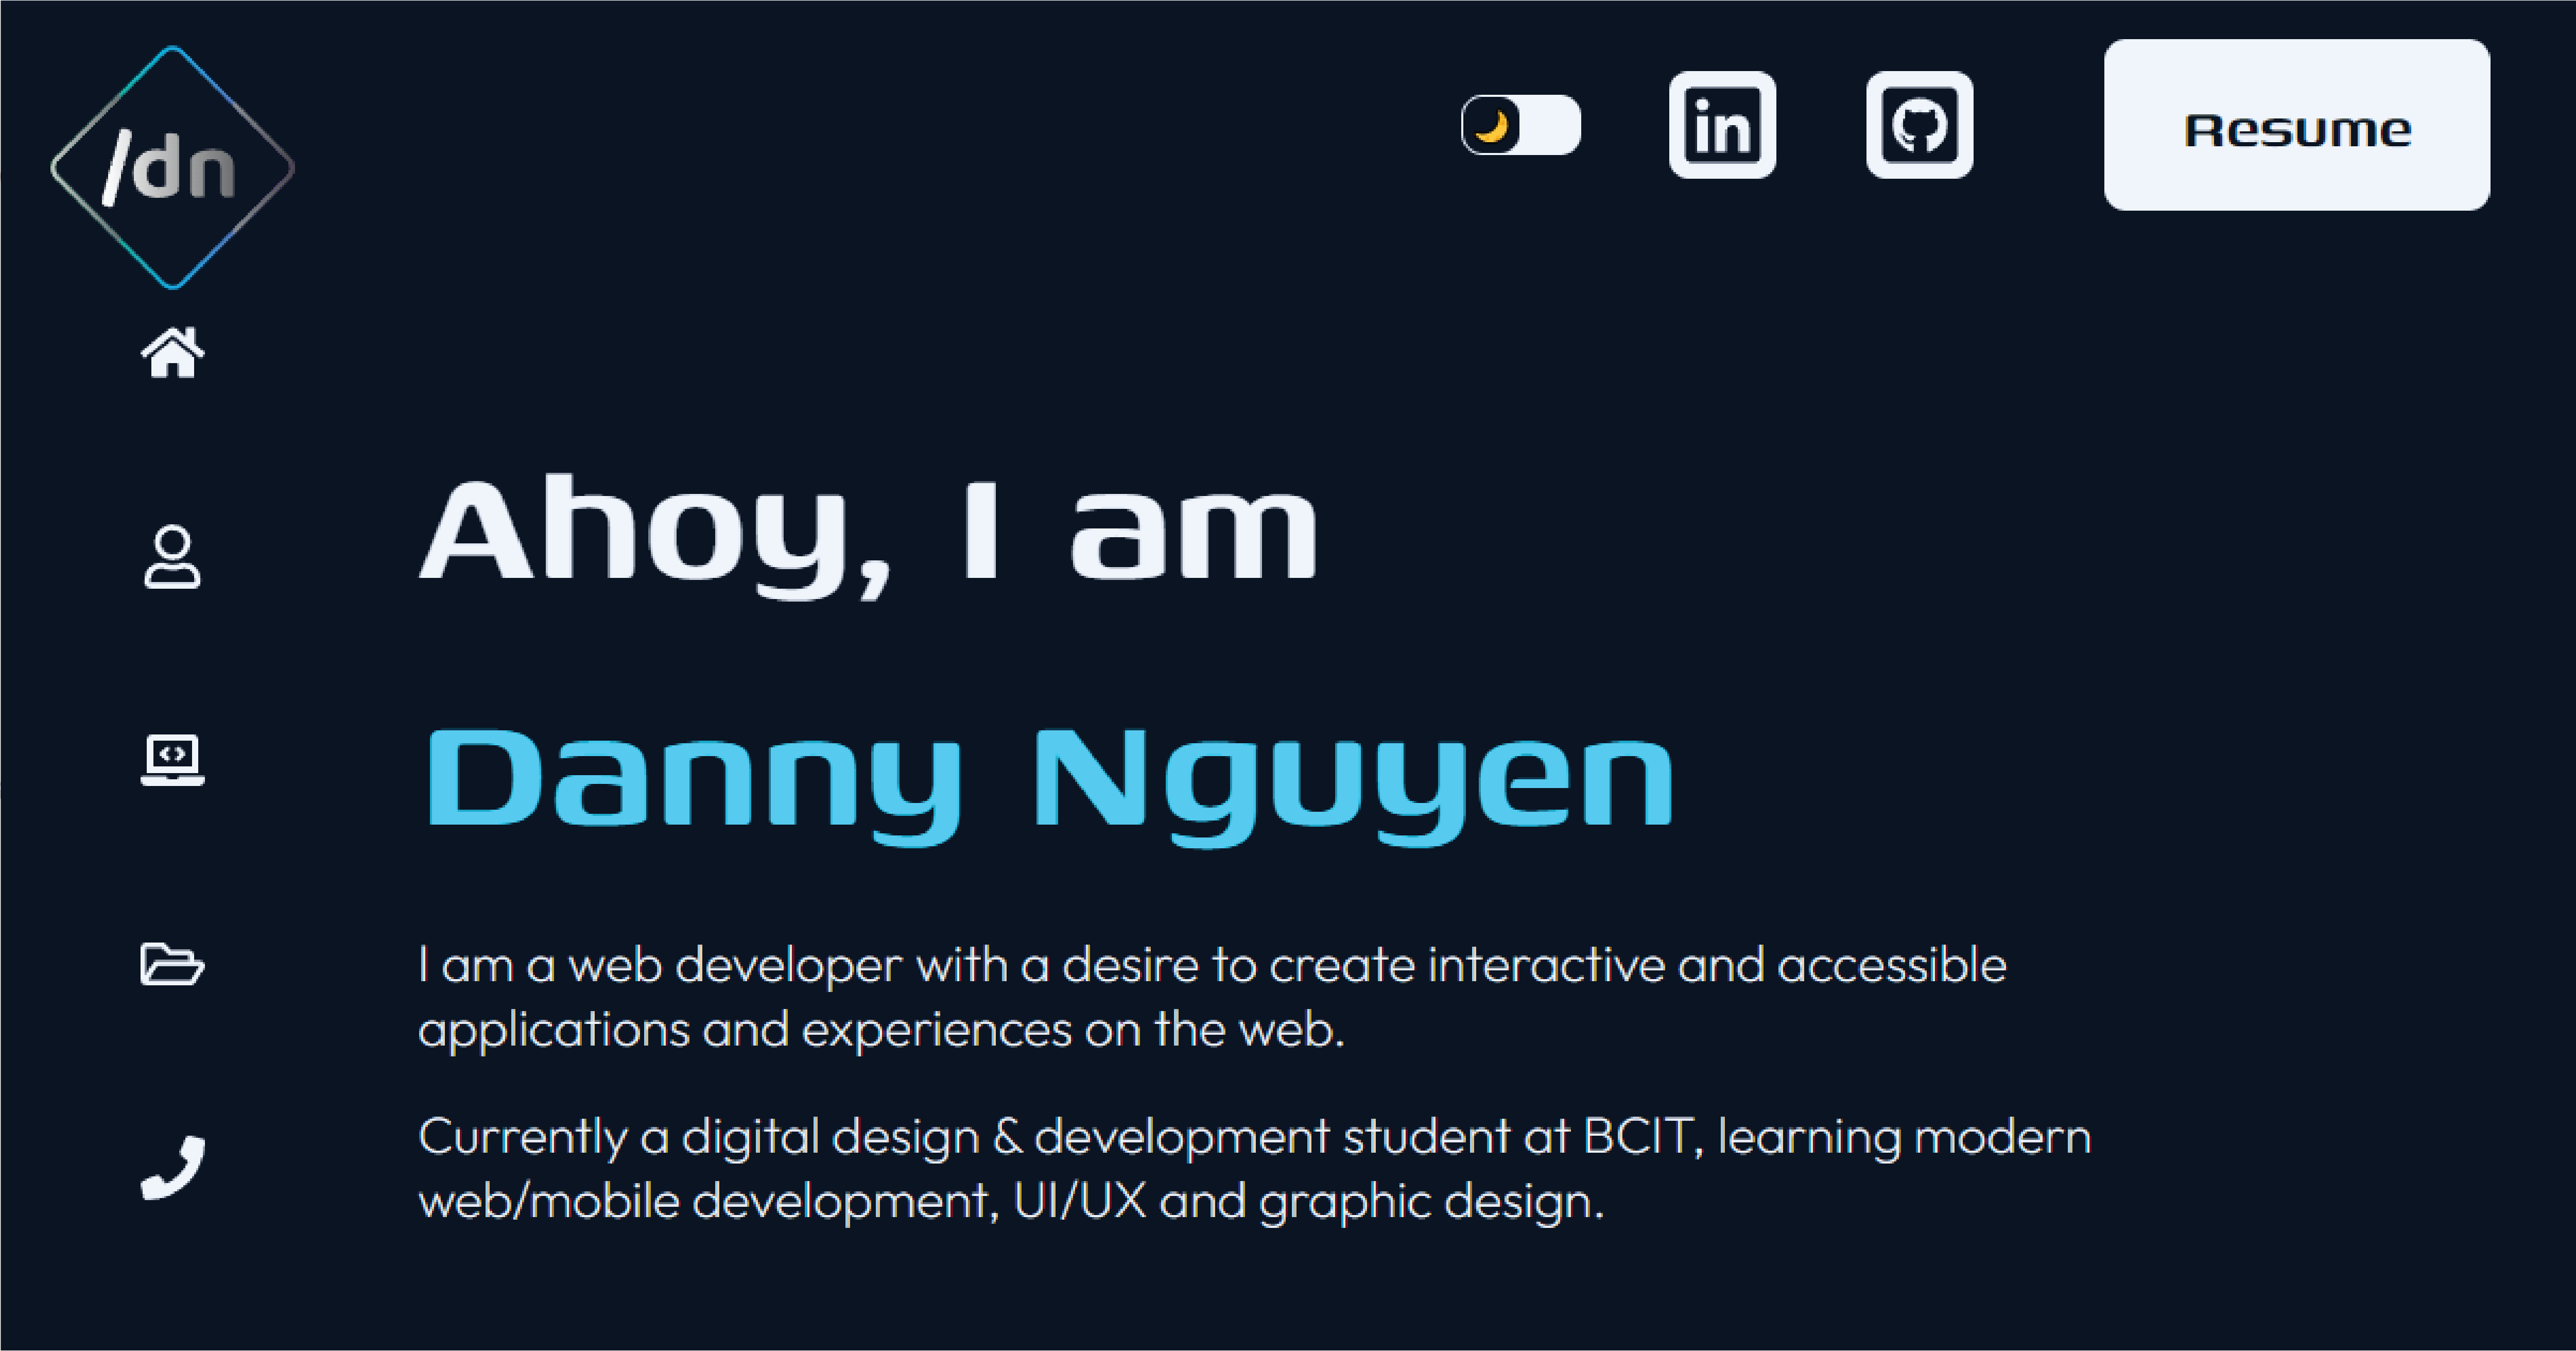 /dn
in
Resume
Ahoy, I am
Danny Nguyen
I am a web developer with a desire to create interactive and accessible
applications and experiences on the web.
Currently a digital design & development student at BCIT, learning modern
web/mobile development, UI/UX and graphic design.